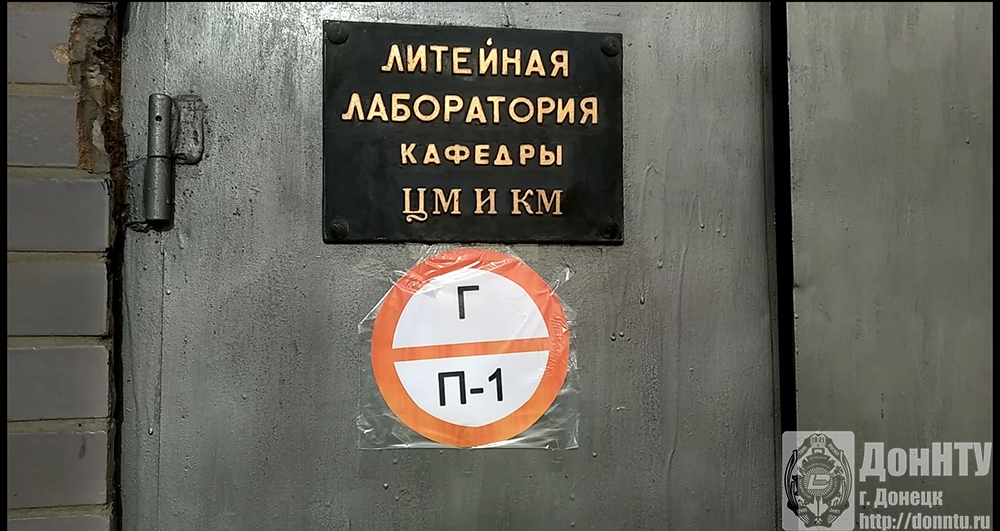 ЛИТЕЙНАЯ
ЛАБОРАТОРИЯ
КАФЕДРЫ
ЦМ И КМ
Г
П-1
ДонНТУ
г. Донецк
http://donntu.ru